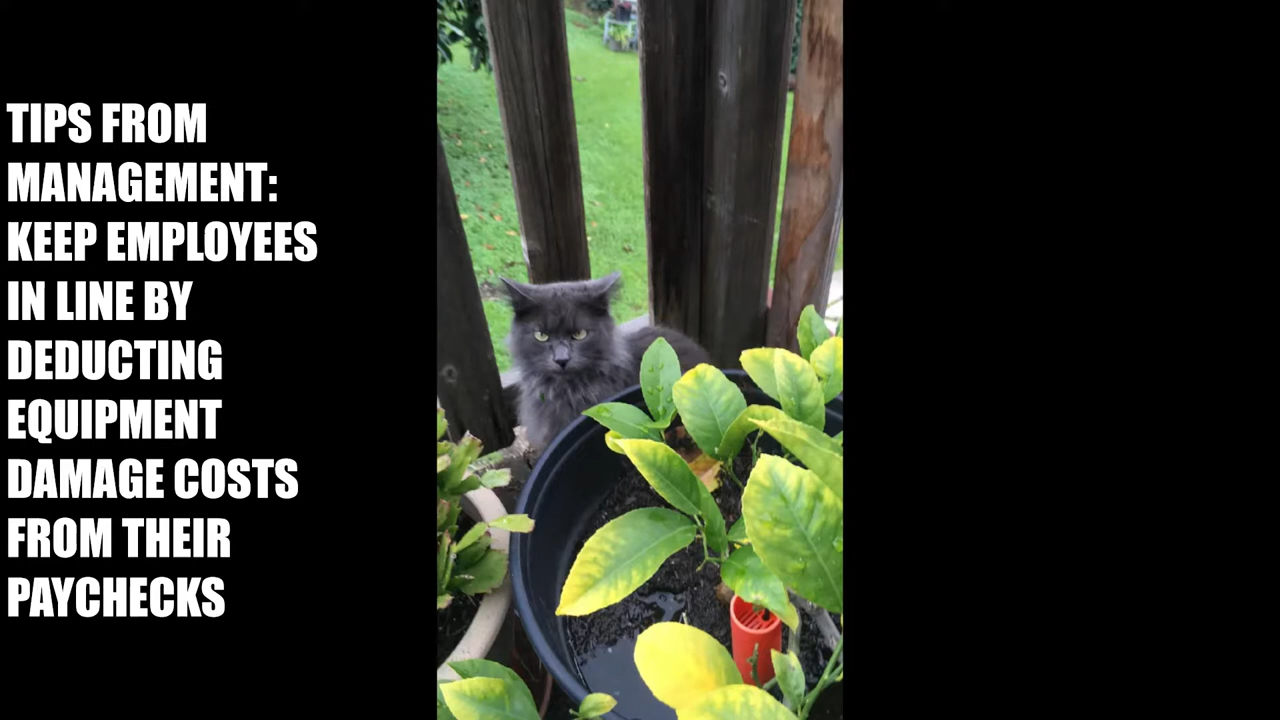 TIPS FROM
MANAGEMENT:
KEEP EMPLOYEES
IN LINE BY
DEDUCTING
EQUIPMENT
DAMAGE COSTS
FROM THEIR
PAYCHECKS